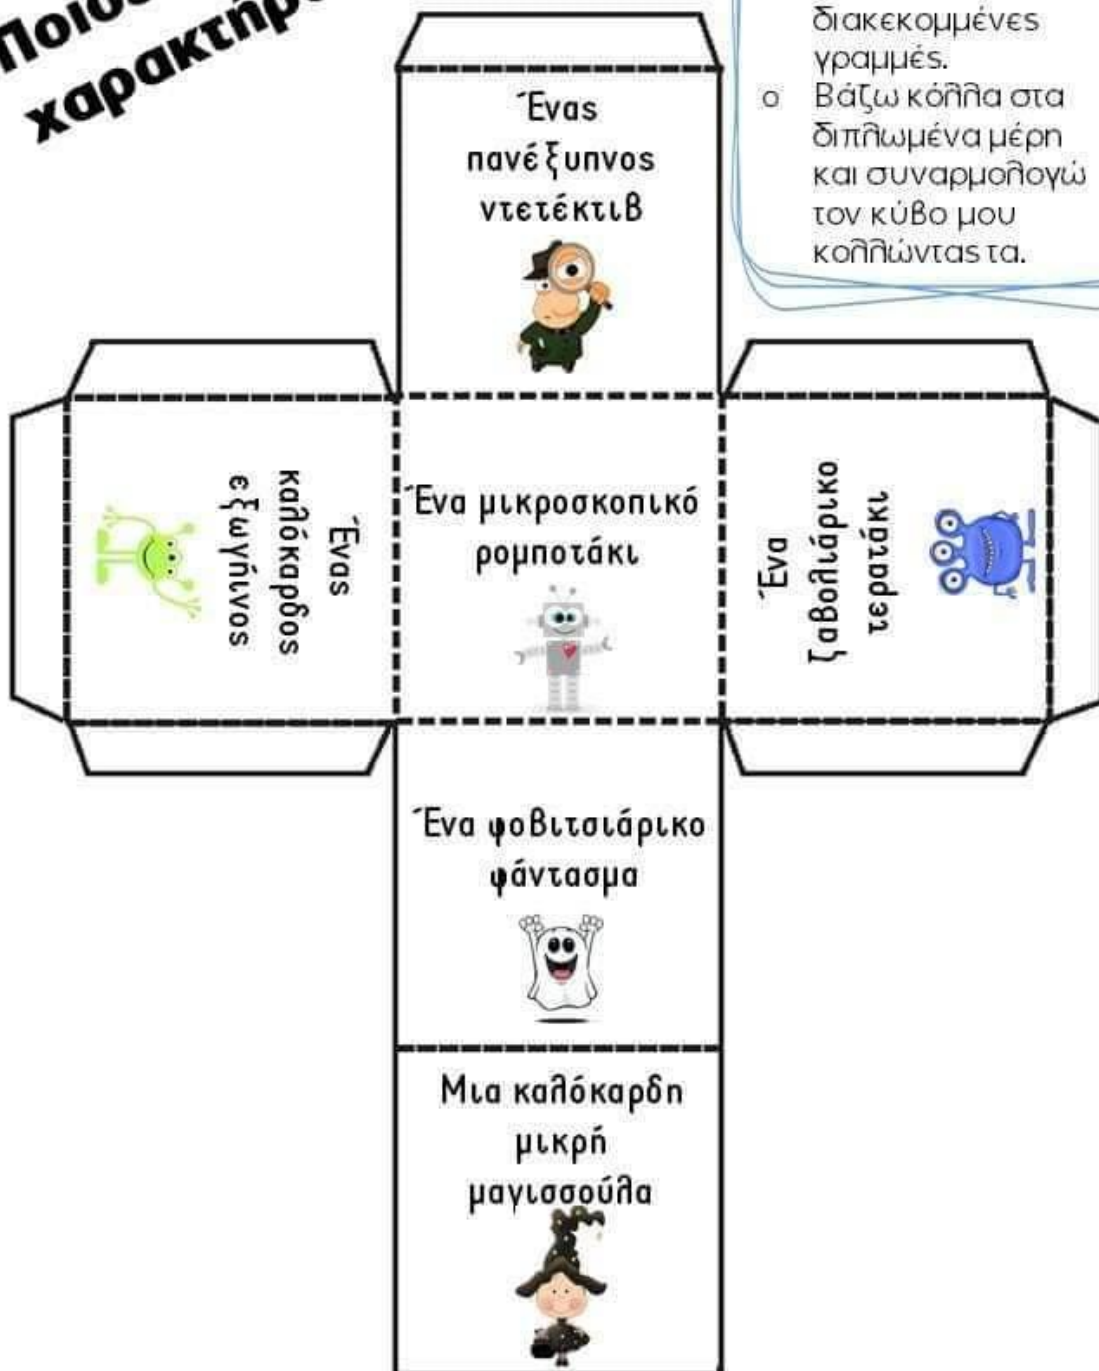 χαρακτήρ
διακεκομμένες
γραμμές.
ο Βάζω κόλλα στα
διπλωμένα μέρη
και συναρμολογώ
τον κύβο μου
κολλώντας τα.
Ένας
πανέξυπνος
ντετέκτιβ
Ένας
καλόκαρδος
εξωγήινος
Ένα μικροσκοπικό
ρομποτάκι
Ένα
ζαβολιάρικο
τερατάκι
Ένα φοβιτσιάρικο
φάντασμα
Μια καλόκαρδη
μικρή
μαγισσούλα